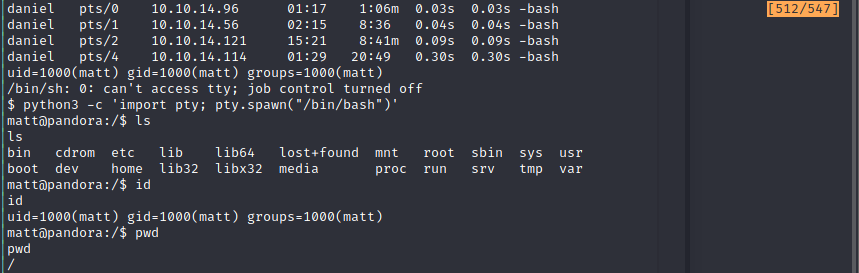 daniel   pts/0    10.10.14.96      01:17    1:06m  0.03s  0.03s -bash
[512/547]
daniel   pts/1    10.10.14.56      02:15    8:36   0.04s  0.04s -bash
daniel   pts/2    10.10.14.121     15:21    8:41m  0.09s  0.09s -bash
daniel   pts/4    10.10.14.114     01:29   20:49   0.30s  0.30s -bash
uid=1000(matt) gid=1000(matt) groups=1000(matt)
/bin/sh: 0: can't access tty; job control turned off
$ python3 -c 'import pty; pty.spawn("/bin/bash")'
matt@pandora:/$ ls
ls
bin   cdrom  etc   lib    lib64   lost+found  mnt   root  sbin  sys  usr
boot  dev    home  lib32  libx32  media       proc  run   srv   tmp  var
matt@pandora:/$ id
id
uid=1000(matt) gid=1000(matt) groups=1000(matt)
matt@pandora:/$ pwd
pwd
/